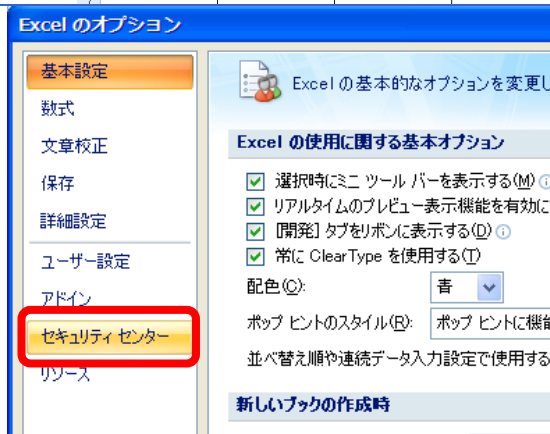 Excel のオプション
基本設定
数式
文章校正
保存
詳細設定
ユーザー設定
アドイン
セキュリティ センター
リソース
Excel の基本的なオプションを変更し
Excel の使用に関する基本オプション
選択時にミニ ツール バーを表示する(M)
リアルタイムのプレビュー表示機能を有効に
[開発] タブをリボンに表示する(D)
常に ClearType を使用する(T)
配色(C): 青
ポップ ヒントのスタイル(R): ポップ ヒントに機能
並べ替え順や連続データ入力設定で使用する
新しいブックの作成時